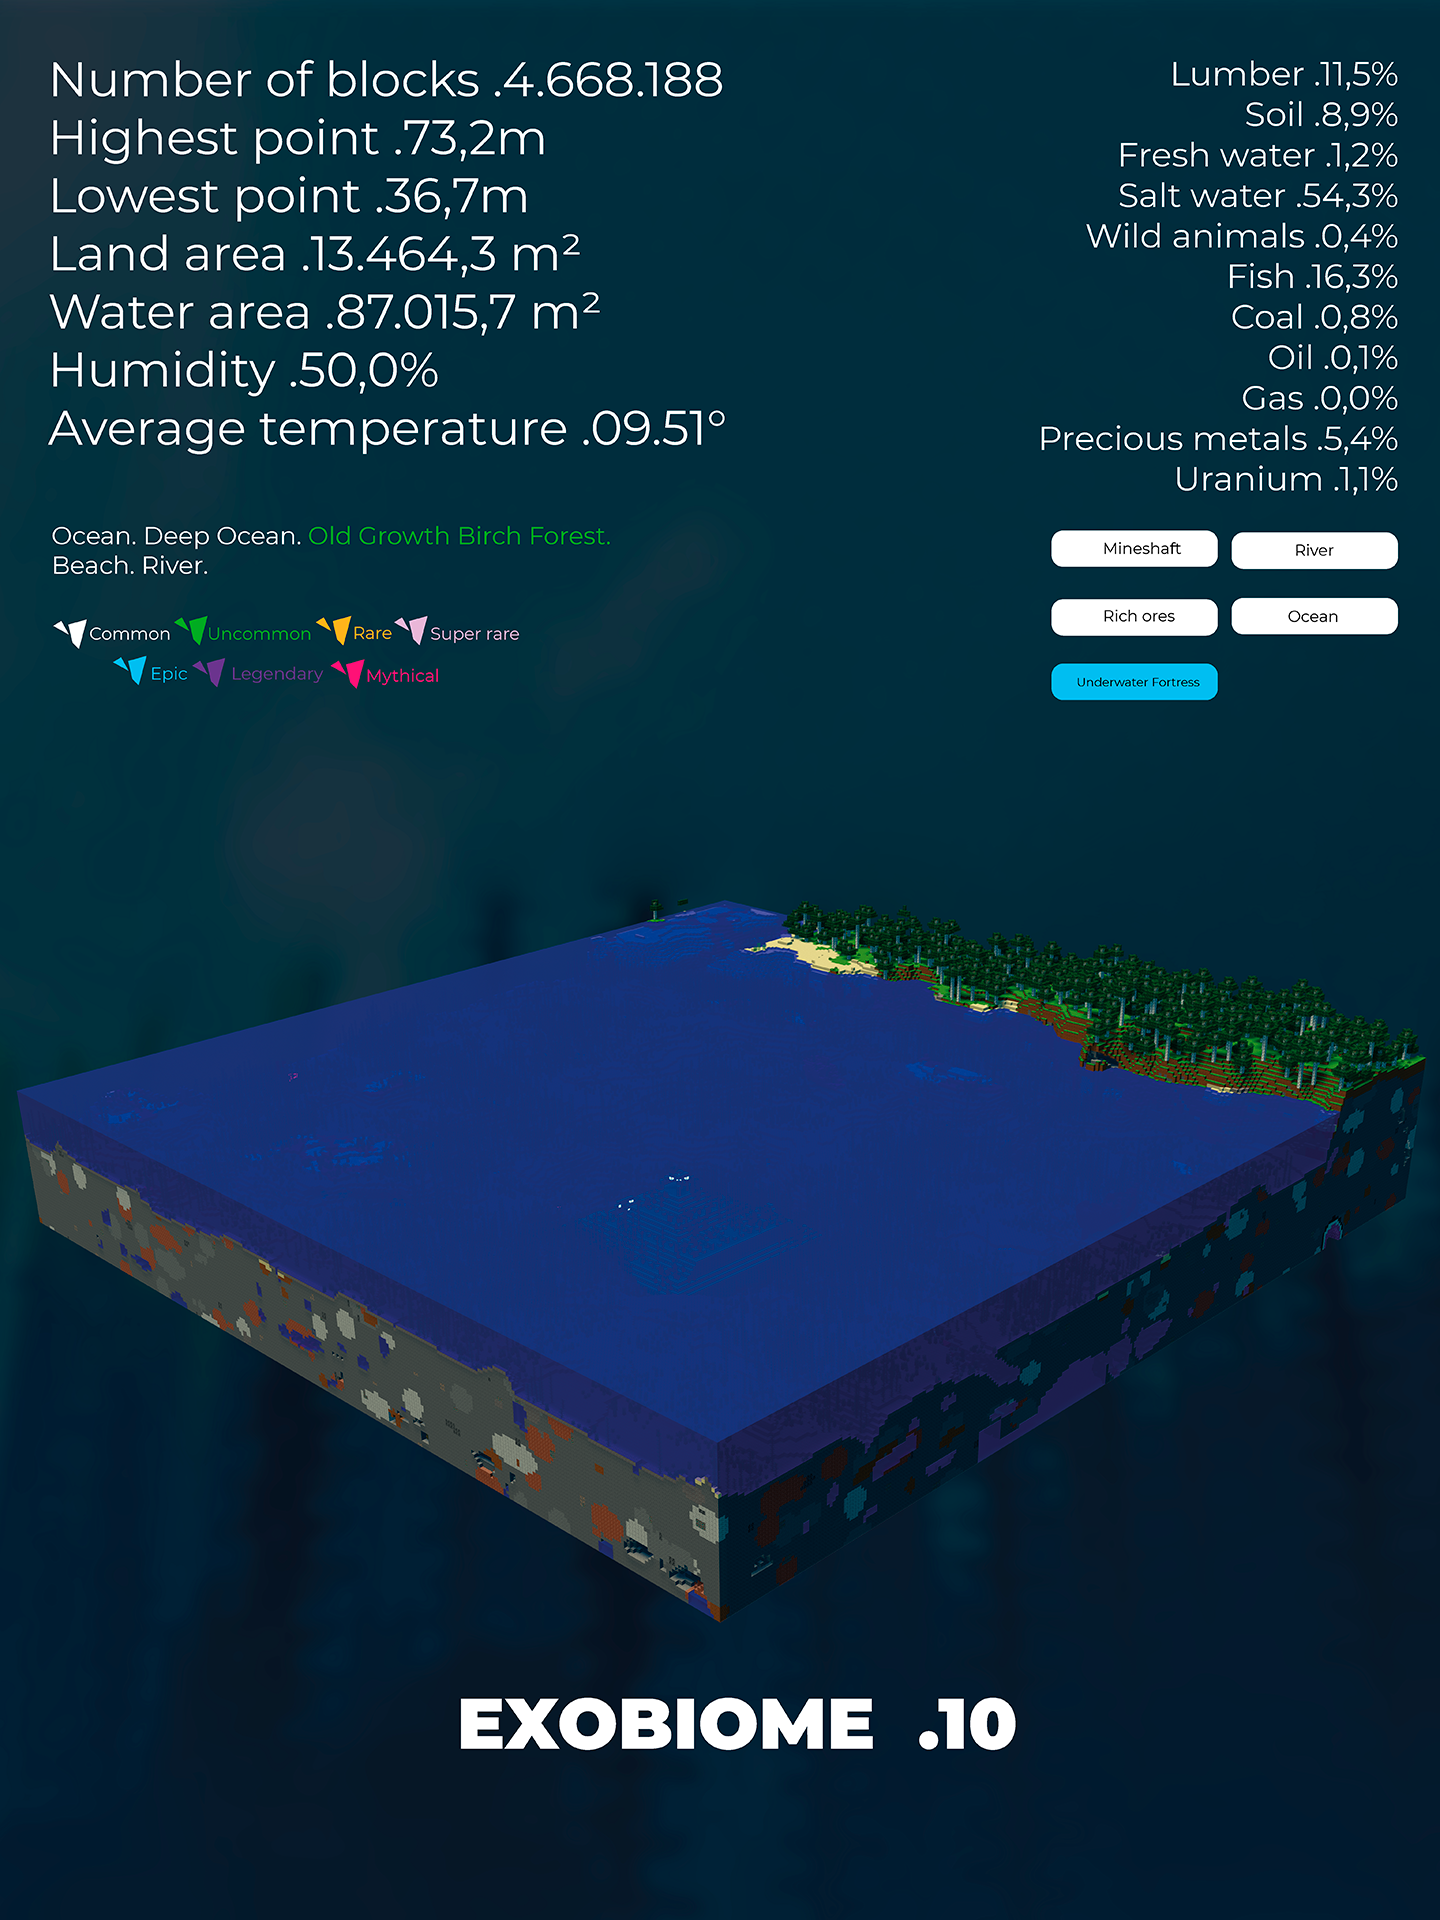 Number of blocks .4.668.188
Highest point .73,2m
Lowest point .36,7m
Land area .13.464,3 m²
Water area .87.015,7 m²
Humidity .50,0%
Average temperature .09.51°
Lumber .11,5%
Soil .8,9%
Fresh water .1,2%
Salt water .54,3%
Wild animals .0,4%
Fish .16,3%
Coal .0,8%
Oil .0,1%
Gas .0,0%
Precious metals .5,4%
Uranium .1,1%
Ocean. Deep Ocean. Old Growth Birch Forest.
Beach. River.
Common Uncommon Rare Super rare
Epic Legendary Mythical
Mineshaft River
Rich ores Ocean
Underwater Fortress
EXOBIOME .10